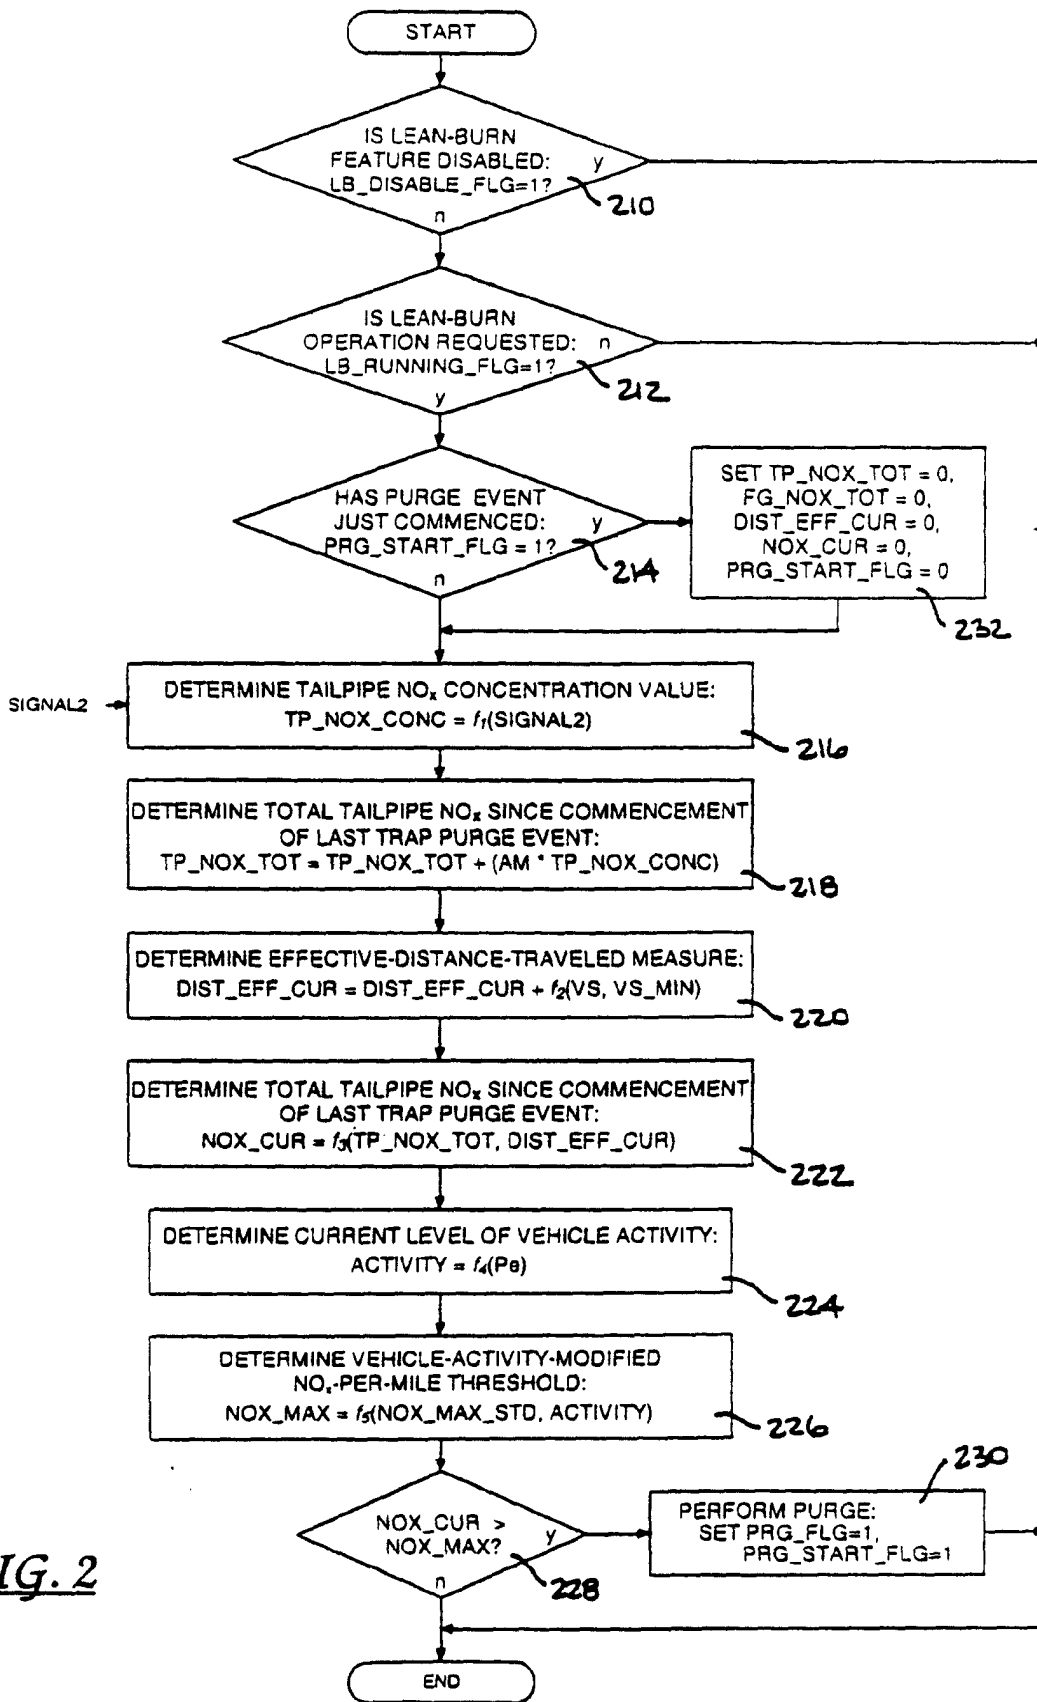 START
IS LEAN-BURN
FEATURE DISABLED:
LB_DISABLE_FLG=1?
y
210
n
IS LEAN-BURN
OPERATION REQUESTED:
LB_RUNNING_FLG=1?
n
212
y
HAS PURGE EVENT
JUST COMMENCED:
PRG_START_FLG = 1?
y
214
n
SET TP_NOX_TOT = 0,
FG_NOX_TOT = 0,
DIST_EFF_CUR = 0,
NOX_CUR = 0,
PRG_START_FLG = 0
232
SIGNAL2
DETERMINE TAILPIPE NOₓ CONCENTRATION VALUE:
TP_NOX_CONC = f₁(SIGNAL2)
216
DETERMINE TOTAL TAILPIPE NOₓ SINCE COMMENCEMENT
OF LAST TRAP PURGE EVENT:
TP_NOX_TOT = TP_NOX_TOT + (AM * TP_NOX_CONC)
218
DETERMINE EFFECTIVE-DISTANCE-TRAVELED MEASURE:
DIST_EFF_CUR = DIST_EFF_CUR + f₂(VS, VS_MIN)
220
DETERMINE TOTAL TAILPIPE NOₓ SINCE COMMENCEMENT
OF LAST TRAP PURGE EVENT:
NOX_CUR = f₃(TP_NOX_TOT, DIST_EFF_CUR)
222
DETERMINE CURRENT LEVEL OF VEHICLE ACTIVITY:
ACTIVITY = f₄(Pe)
224
DETERMINE VEHICLE-ACTIVITY-MODIFIED
NOₓ-PER-MILE THRESHOLD:
NOX_MAX = f₅(NOX_MAX_STD, ACTIVITY)
226
NOX_CUR >
NOX_MAX?
y
228
n
230
PERFORM PURGE:
SET PRG_FLG=1,
PRG_START_FLG=1
IG. 2
END